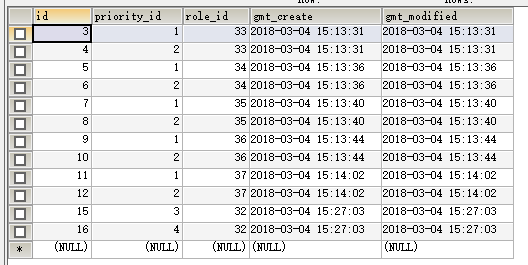 id priority_id role_id gmt_create gmt_modified
3 1 33 2018-03-04 15:13:31 2018-03-04 15:13:31
4 2 33 2018-03-04 15:13:31 2018-03-04 15:13:31
5 1 34 2018-03-04 15:13:36 2018-03-04 15:13:36
6 2 34 2018-03-04 15:13:36 2018-03-04 15:13:36
7 1 35 2018-03-04 15:13:40 2018-03-04 15:13:40
8 2 35 2018-03-04 15:13:40 2018-03-04 15:13:40
9 1 36 2018-03-04 15:13:44 2018-03-04 15:13:44
10 2 36 2018-03-04 15:13:44 2018-03-04 15:13:44
11 1 37 2018-03-04 15:14:02 2018-03-04 15:14:02
12 2 37 2018-03-04 15:14:02 2018-03-04 15:14:02
15 3 32 2018-03-04 15:27:03 2018-03-04 15:27:03
16 4 32 2018-03-04 15:27:03 2018-03-04 15:27:03
* (NULL) (NULL) (NULL) (NULL) (NULL)